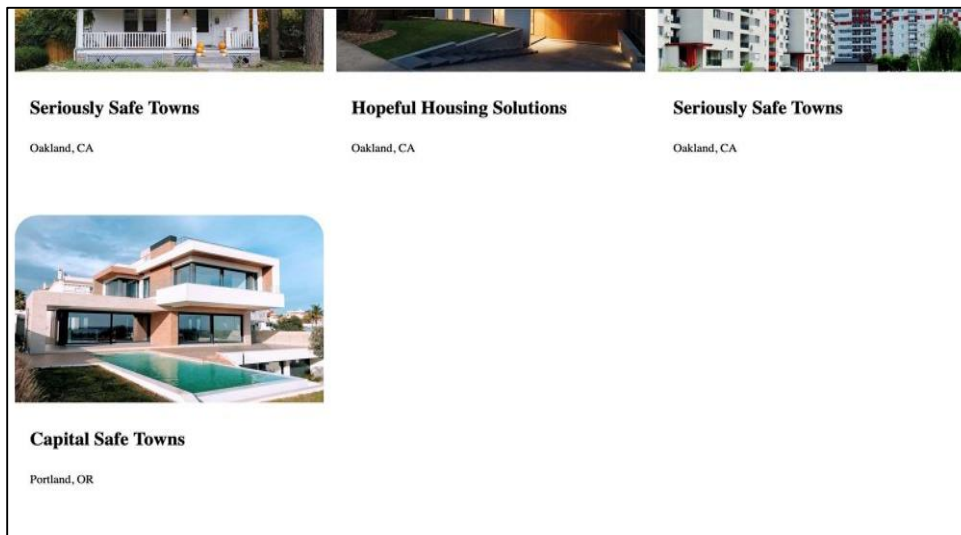 Seriously Safe Towns
Hopeful Housing Solutions
Seriously Safe Towns
Oakland, CA
Oakland, CA
Oakland, CA
Capital Safe Towns
Portland, OR